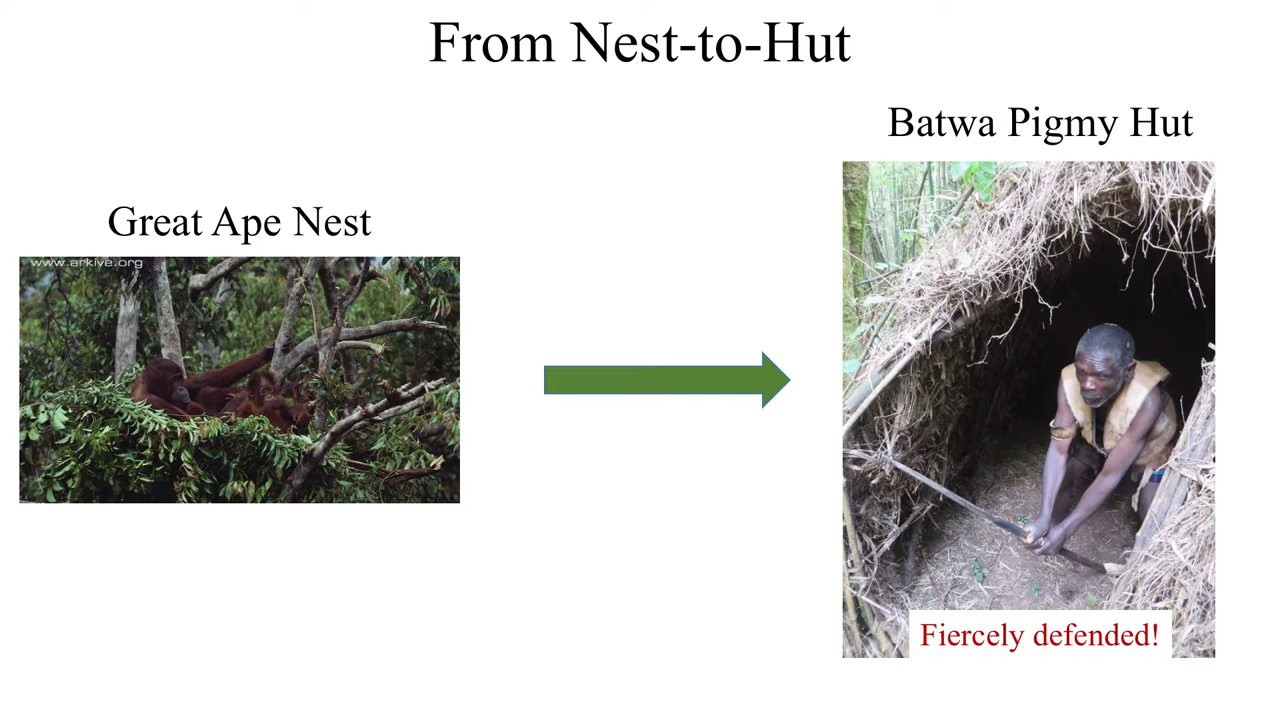 From Nest-to-Hut
Batwa Pigmy Hut
Great Ape Nest
www.arkive.org
Fiercely defended!